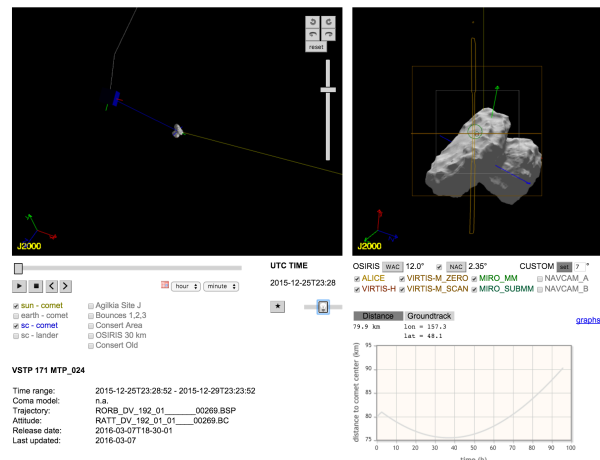 reset
J2000
J2000
UTC TIME
2015-12-25T23:28
hour
minute
sun - comet
earth - comet
sc - comet
sc - lander
Agilkia Site J
Bounces 1,2,3
Consert Area
OSIRIS 30 km
Consert Old
OSIRIS WAC 12.0° NAC 2.35° CUSTOM set 7 °
ALICE VIRTIS-M_ZERO MIRO_MM NAVCAM_A
VIRTIS-H VIRTIS-M_SCAN MIRO_SUBMM NAVCAM_B
Distance Groundtrack
79.9 km lon = 157.3
lat = 48.1
graphs
VSTP 171 MTP_024
Time range: 2015-12-25T23:28:52 - 2015-12-29T23:23:52
Coma model: n.a.
Trajectory: RORB_DV_192_01_______00269.BSP
Attitude: RATT_DV_192_01_01_____00269.BC
Release date: 2016-03-07T18-30-01
Last updated: 2016-03-07
distance to comet center (km)
95
90
85
80
75
0 10 20 30 40 50 60 70 80 90 100
time (h)